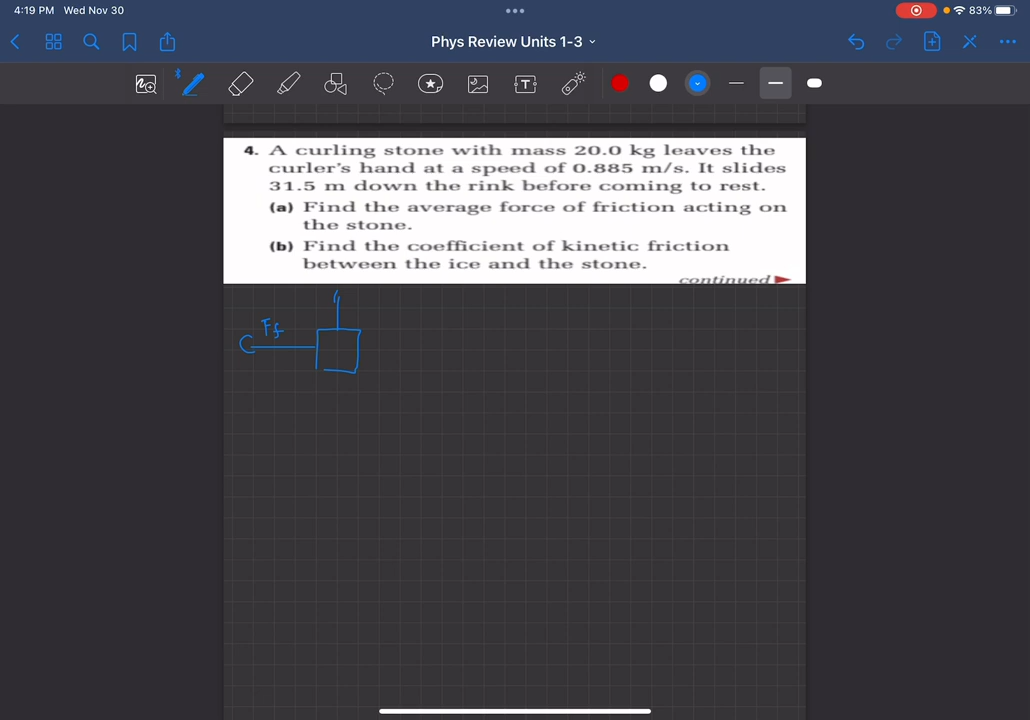 4:19 PM Wed Nov 30
83%
Phys Review Units 1-3
T
4. A curling stone with mass 20.0 kg leaves the
curler's hand at a speed of 0.885 m/s. It slides
31.5 m down the rink before coming to rest.
(a) Find the average force of friction acting on
the stone.
(b) Find the coefficient of kinetic friction
between the ice and the stone.
continued
Ff